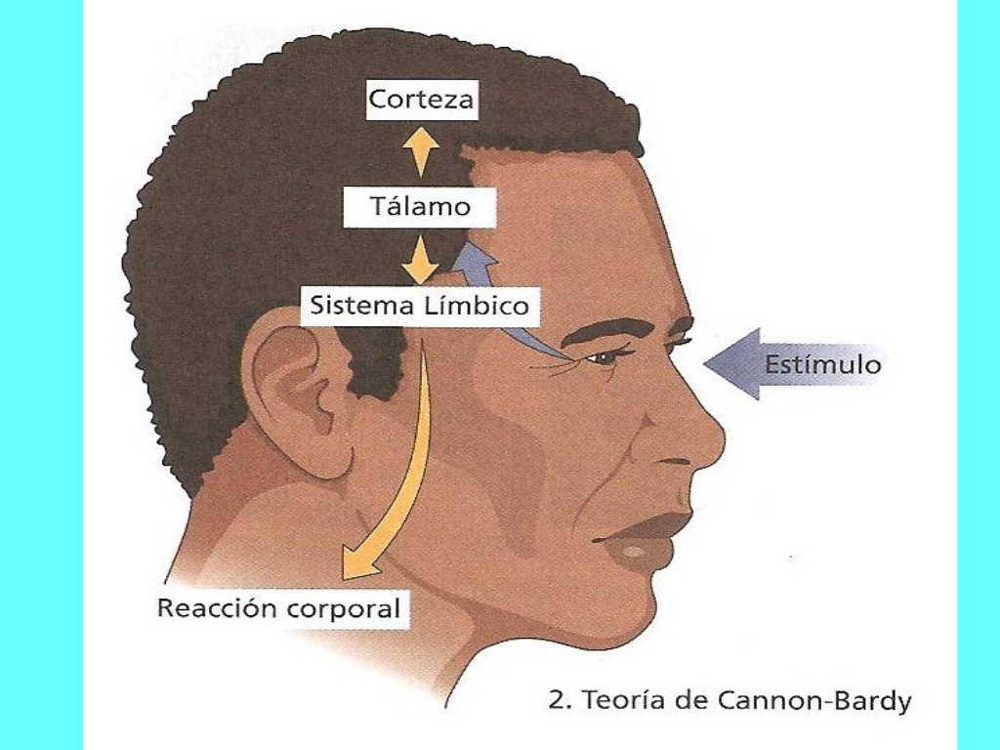 Corteza
Tálamo
Sistema Límbico
Estímulo
Reacción corporal
2. Teoría de Cannon-Bardy